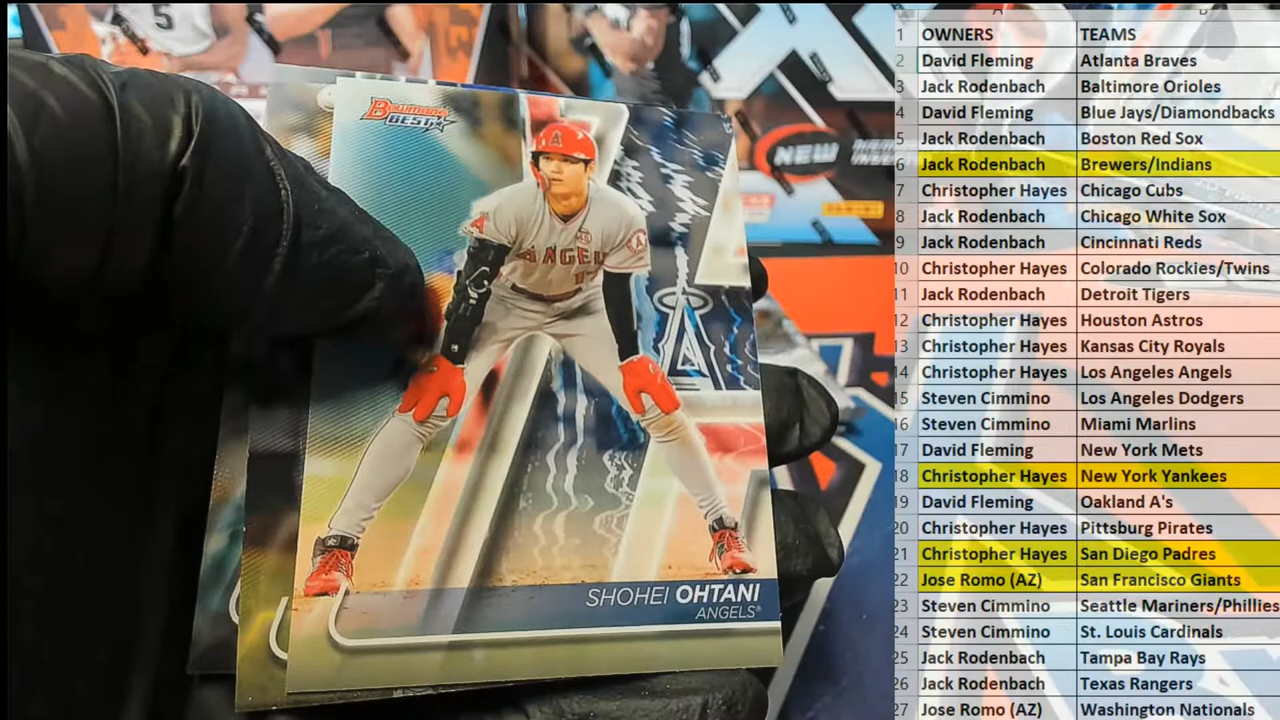 BOWMAN'S
BEST
ANGELS
SHOHEI OHTANI
ANGELS®
NEW
A
1 OWNERS TEAMS
2 David Fleming Atlanta Braves
3 Jack Rodenbach Baltimore Orioles
4 David Fleming Blue Jays/Diamondbacks
5 Jack Rodenbach Boston Red Sox
6 Jack Rodenbach Brewers/Indians
7 Christopher Hayes Chicago Cubs
8 Jack Rodenbach Chicago White Sox
9 Jack Rodenbach Cincinnati Reds
10 Christopher Hayes Colorado Rockies/Twins
11 Jack Rodenbach Detroit Tigers
12 Christopher Hayes Houston Astros
13 Christopher Hayes Kansas City Royals
14 Christopher Hayes Los Angeles Angels
15 Steven Cimmino Los Angeles Dodgers
16 Steven Cimmino Miami Marlins
17 David Fleming New York Mets
18 Christopher Hayes New York Yankees
19 David Fleming Oakland A's
20 Christopher Hayes Pittsburg Pirates
21 Christopher Hayes San Diego Padres
22 Jose Romo (AZ) San Francisco Giants
23 Steven Cimmino Seattle Mariners/Phillies
24 Steven Cimmino St. Louis Cardinals
25 Jack Rodenbach Tampa Bay Rays
26 Jack Rodenbach Texas Rangers
27 Jose Romo (AZ) Washington Nationals